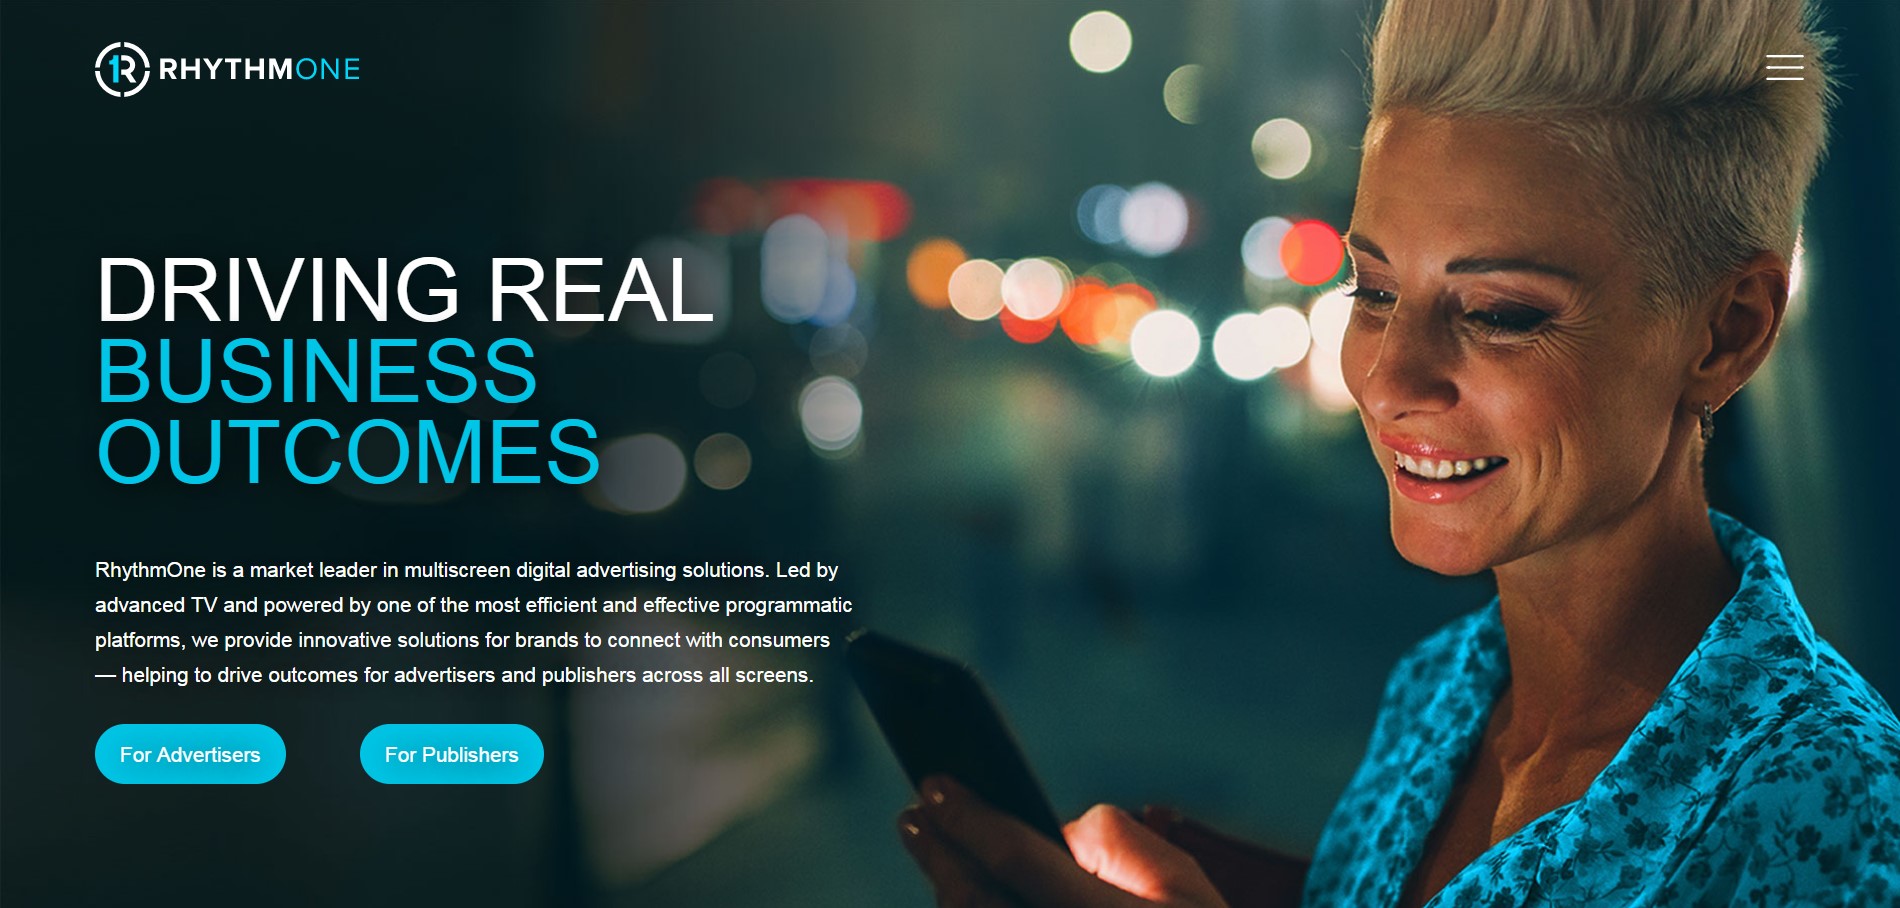 RHYTHMONE
DRIVING REAL
BUSINESS
OUTCOMES
RhythmOne is a market leader in multiscreen digital advertising solutions. Led by
advanced TV and powered by one of the most efficient and effective programmatic
platforms, we provide innovative solutions for brands to connect with consumers
— helping to drive outcomes for advertisers and publishers across all screens.
For Advertisers For Publishers